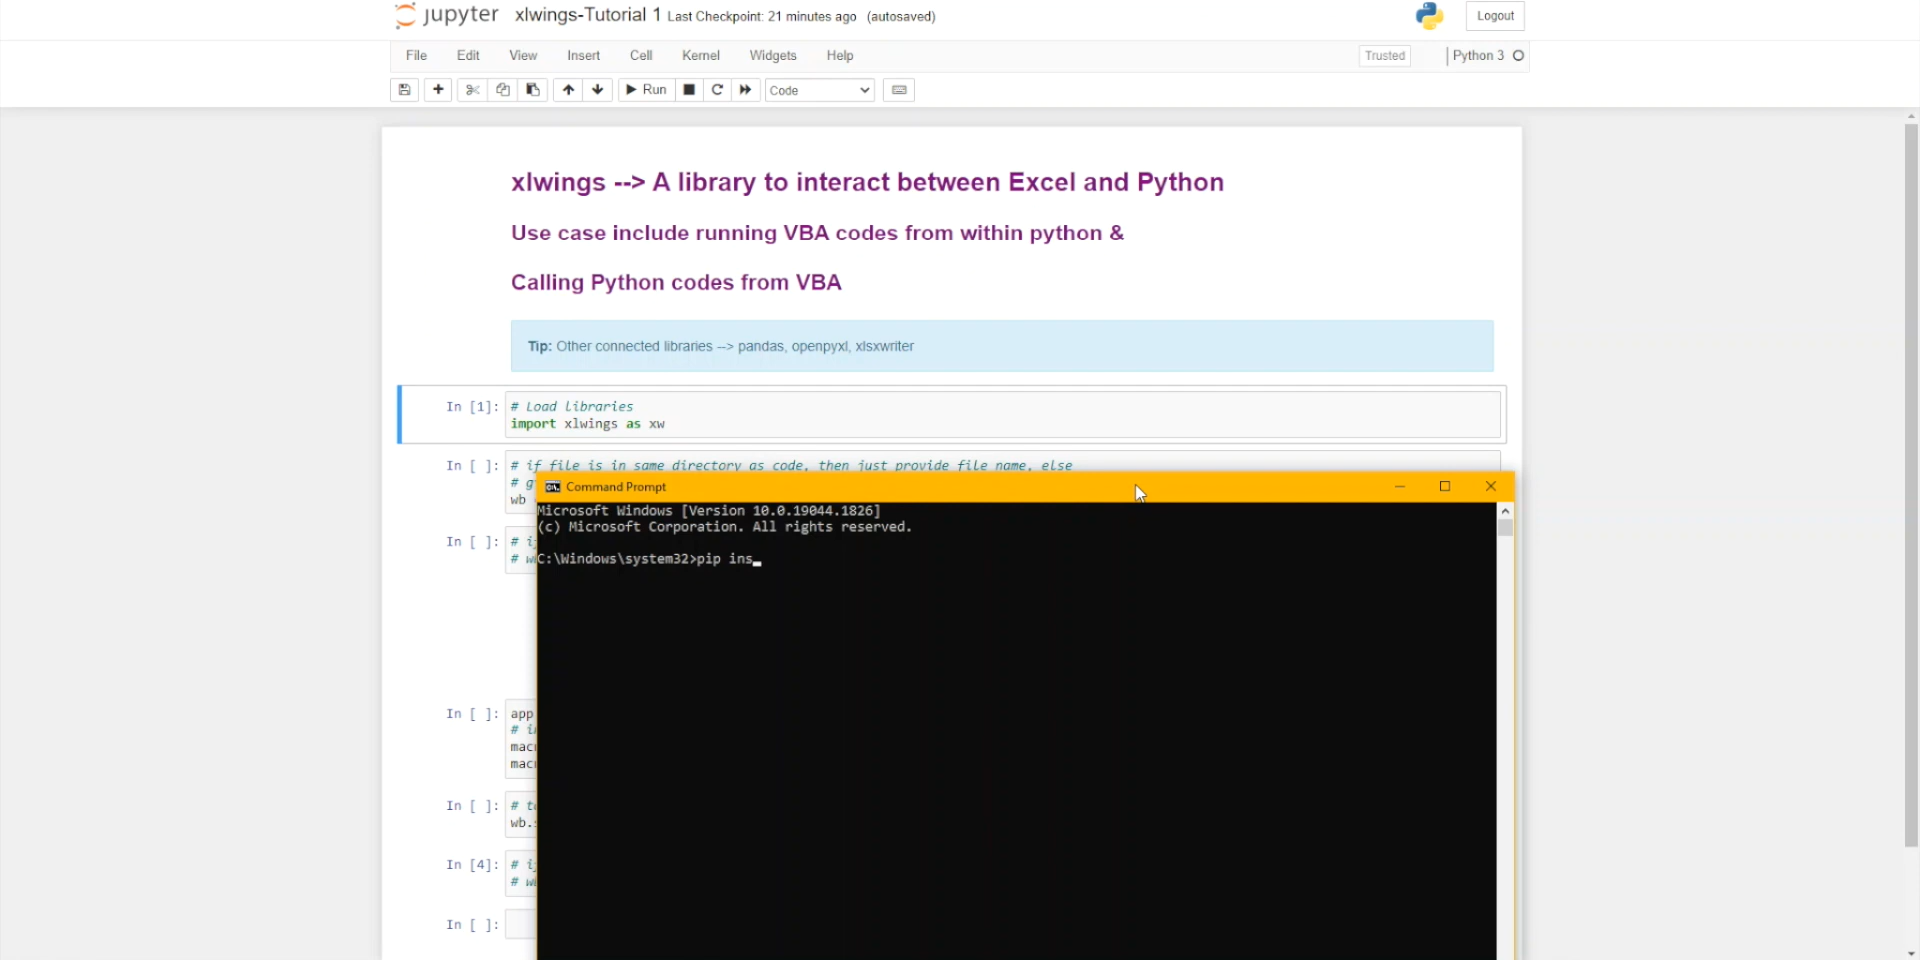 jupyter xlwings-Tutorial 1 Last Checkpoint: 21 minutes ago (autosaved) Logout
File Edit View Insert Cell Kernel Widgets Help Trusted Python 3
Run Code
xlwings --> A library to interact between Excel and Python
Use case include running VBA codes from within python &
Calling Python codes from VBA
Tip: Other connected libraries --> pandas, openpyxl, xlsxwriter
In [1]: # Load libraries
import xlwings as xw
In [ ]: # if file is in same directory as code, then just provide file name, else
# g
wb
Command Prompt
Microsoft Windows [Version 10.0.19044.1826]
(c) Microsoft Corporation. All rights reserved.
In [ ]: #
#
C:\Windows\system32>pip ins
In [ ]: app
#
mac
mac
In [ ]: # t
wb.
In [4]: #
#
In [ ]: